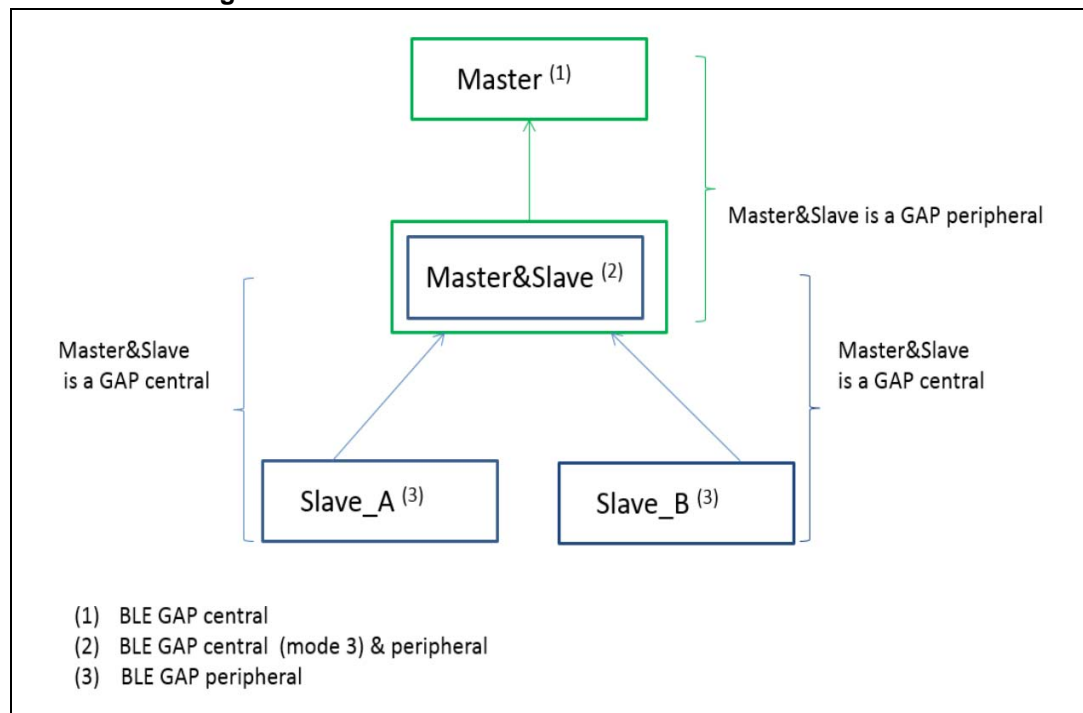 Master (1)
Master&Slave is a GAP peripheral
Master&Slave (2)
Master&Slave
is a GAP central
Master&Slave
is a GAP central
Slave_A (3)
Slave_B (3)
(1) BLE GAP central
(2) BLE GAP central (mode 3) & peripheral
(3) BLE GAP peripheral